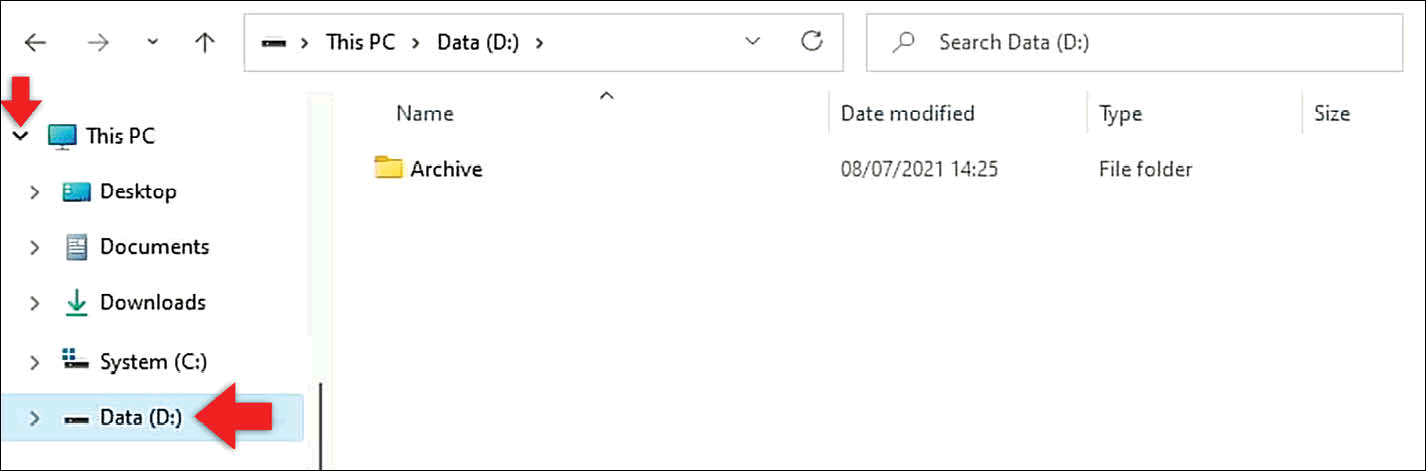 This PC Data (D:) Search Data (D:)
Name Date modified Type Size
This PC
Archive 08/07/2021 14:25 File folder
Desktop
Documents
Downloads
System (C:)
Data (D:)